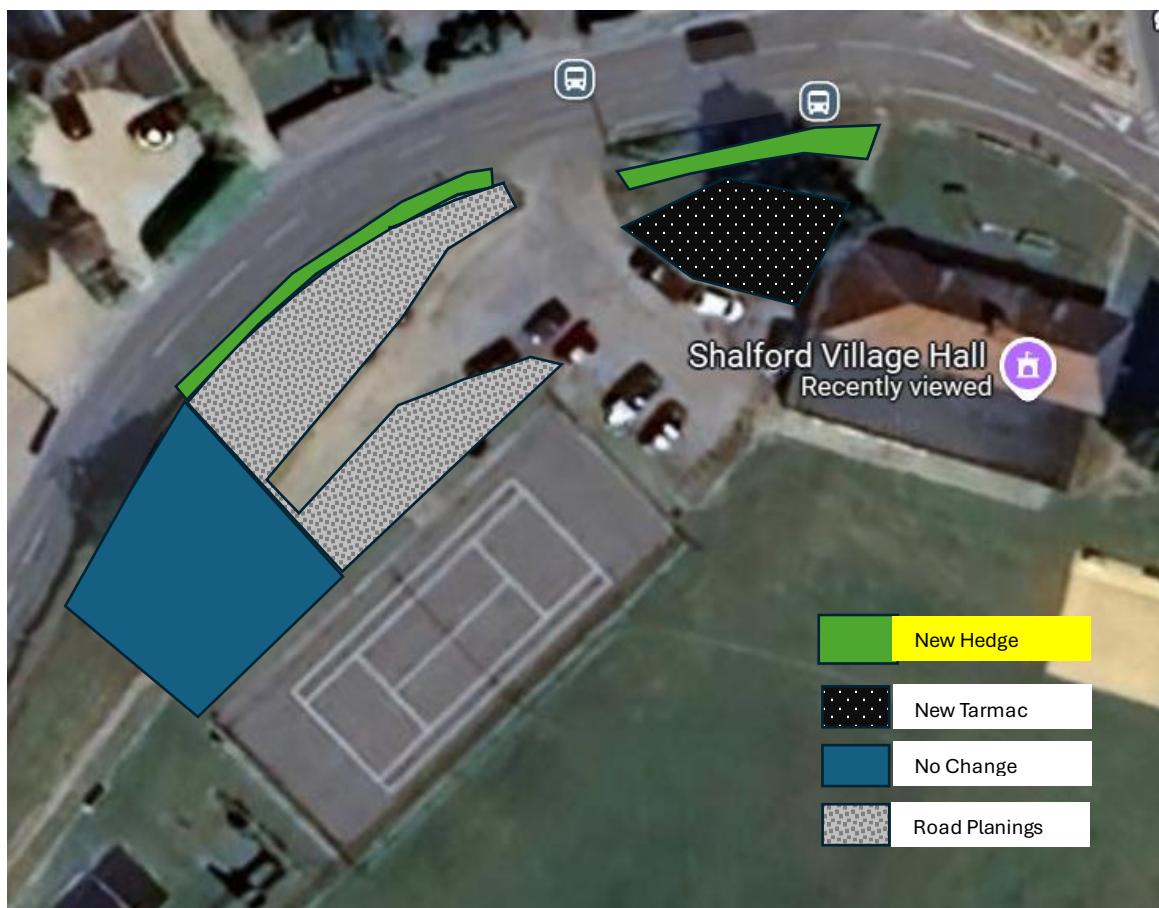 Shalford Village Hall
Recently viewed
New Hedge
New Tarmac
No Change
Road Planings